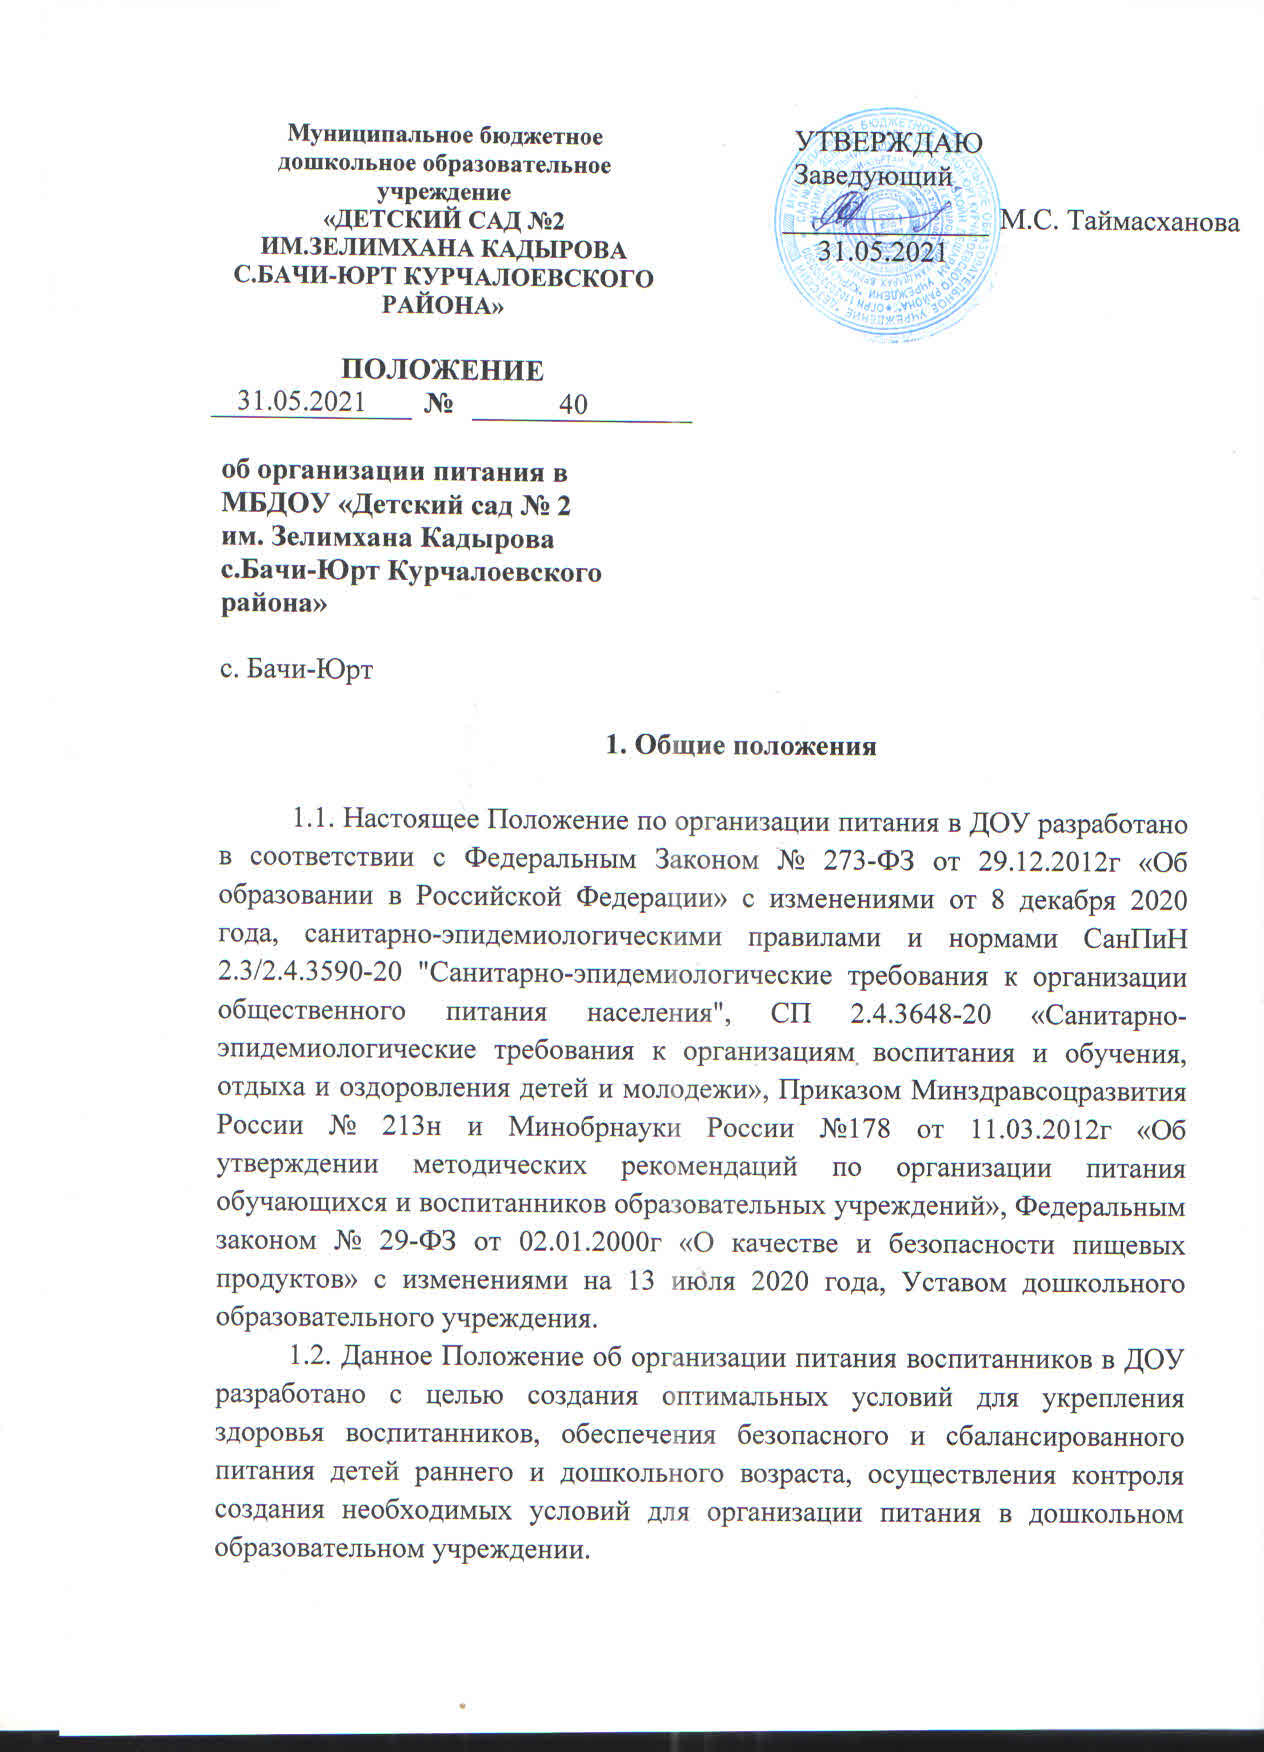 Муниципальное бюджетное
дошкольное образовательное
учреждение
«ДЕТСКИЙ САД №2
ИМ.ЗЕЛИМХАНА КАДЫРОВА
С.БАЧИ-ЮРТ КУРЧАЛОЕВСКОГО
РАЙОНА»
УТВЕРЖДАЮ
Заведующий
М.С. Таймасханова
31.05.2021
ПОЛОЖЕНИЕ
31.05.2021 № 40
об организации питания в
МБДОУ «Детский сад № 2
им. Зелимхана Кадырова
с.Бачи-Юрт Курчалоевского
района»
с. Бачи-Юрт
1. Общие положения
1.1. Настоящее Положение по организации питания в ДОУ разработано
в соответствии с Федеральным Законом № 273-ФЗ от 29.12.2012г «Об
образовании в Российской Федерации» с изменениями от 8 декабря 2020
года, санитарно-эпидемиологическими правилами и нормами СанПиН
2.3/2.4.3590-20 "Санитарно-эпидемиологические требования к организации
общественного питания населения", СП 2.4.3648-20 «Санитарно-
эпидемиологические требования к организациям воспитания и обучения,
отдыха и оздоровления детей и молодежи», Приказом Минздравсоцразвития
России № 213н и Минобрнауки России №178 от 11.03.2012г «Об
утверждении методических рекомендаций по организации питания
обучающихся и воспитанников образовательных учреждений», Федеральным
законом № 29-ФЗ от 02.01.2000г «О качестве и безопасности пищевых
продуктов» с изменениями на 13 июля 2020 года, Уставом дошкольного
образовательного учреждения.
1.2. Данное Положение об организации питания воспитанников в ДОУ
разработано с целью создания оптимальных условий для укрепления
здоровья воспитанников, обеспечения безопасного и сбалансированного
питания детей раннего и дошкольного возраста, осуществления контроля
создания необходимых условий для организации питания в дошкольном
образовательном учреждении.